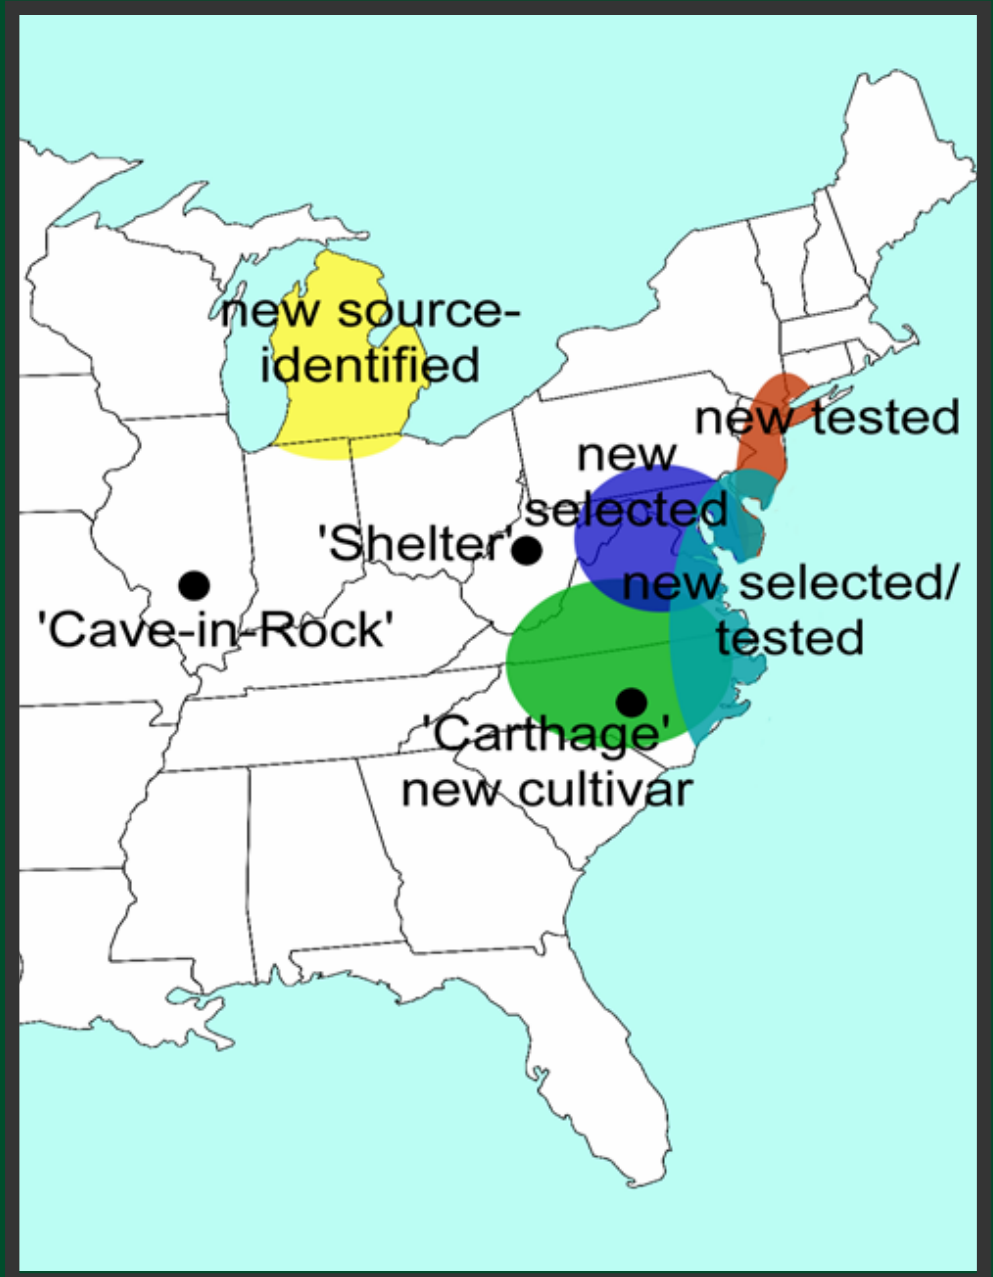 new source-
identified
new tested
new
selected
'Shelter'
new selected/
tested
'Cave-in-Rock'
'Carthage'
new cultivar